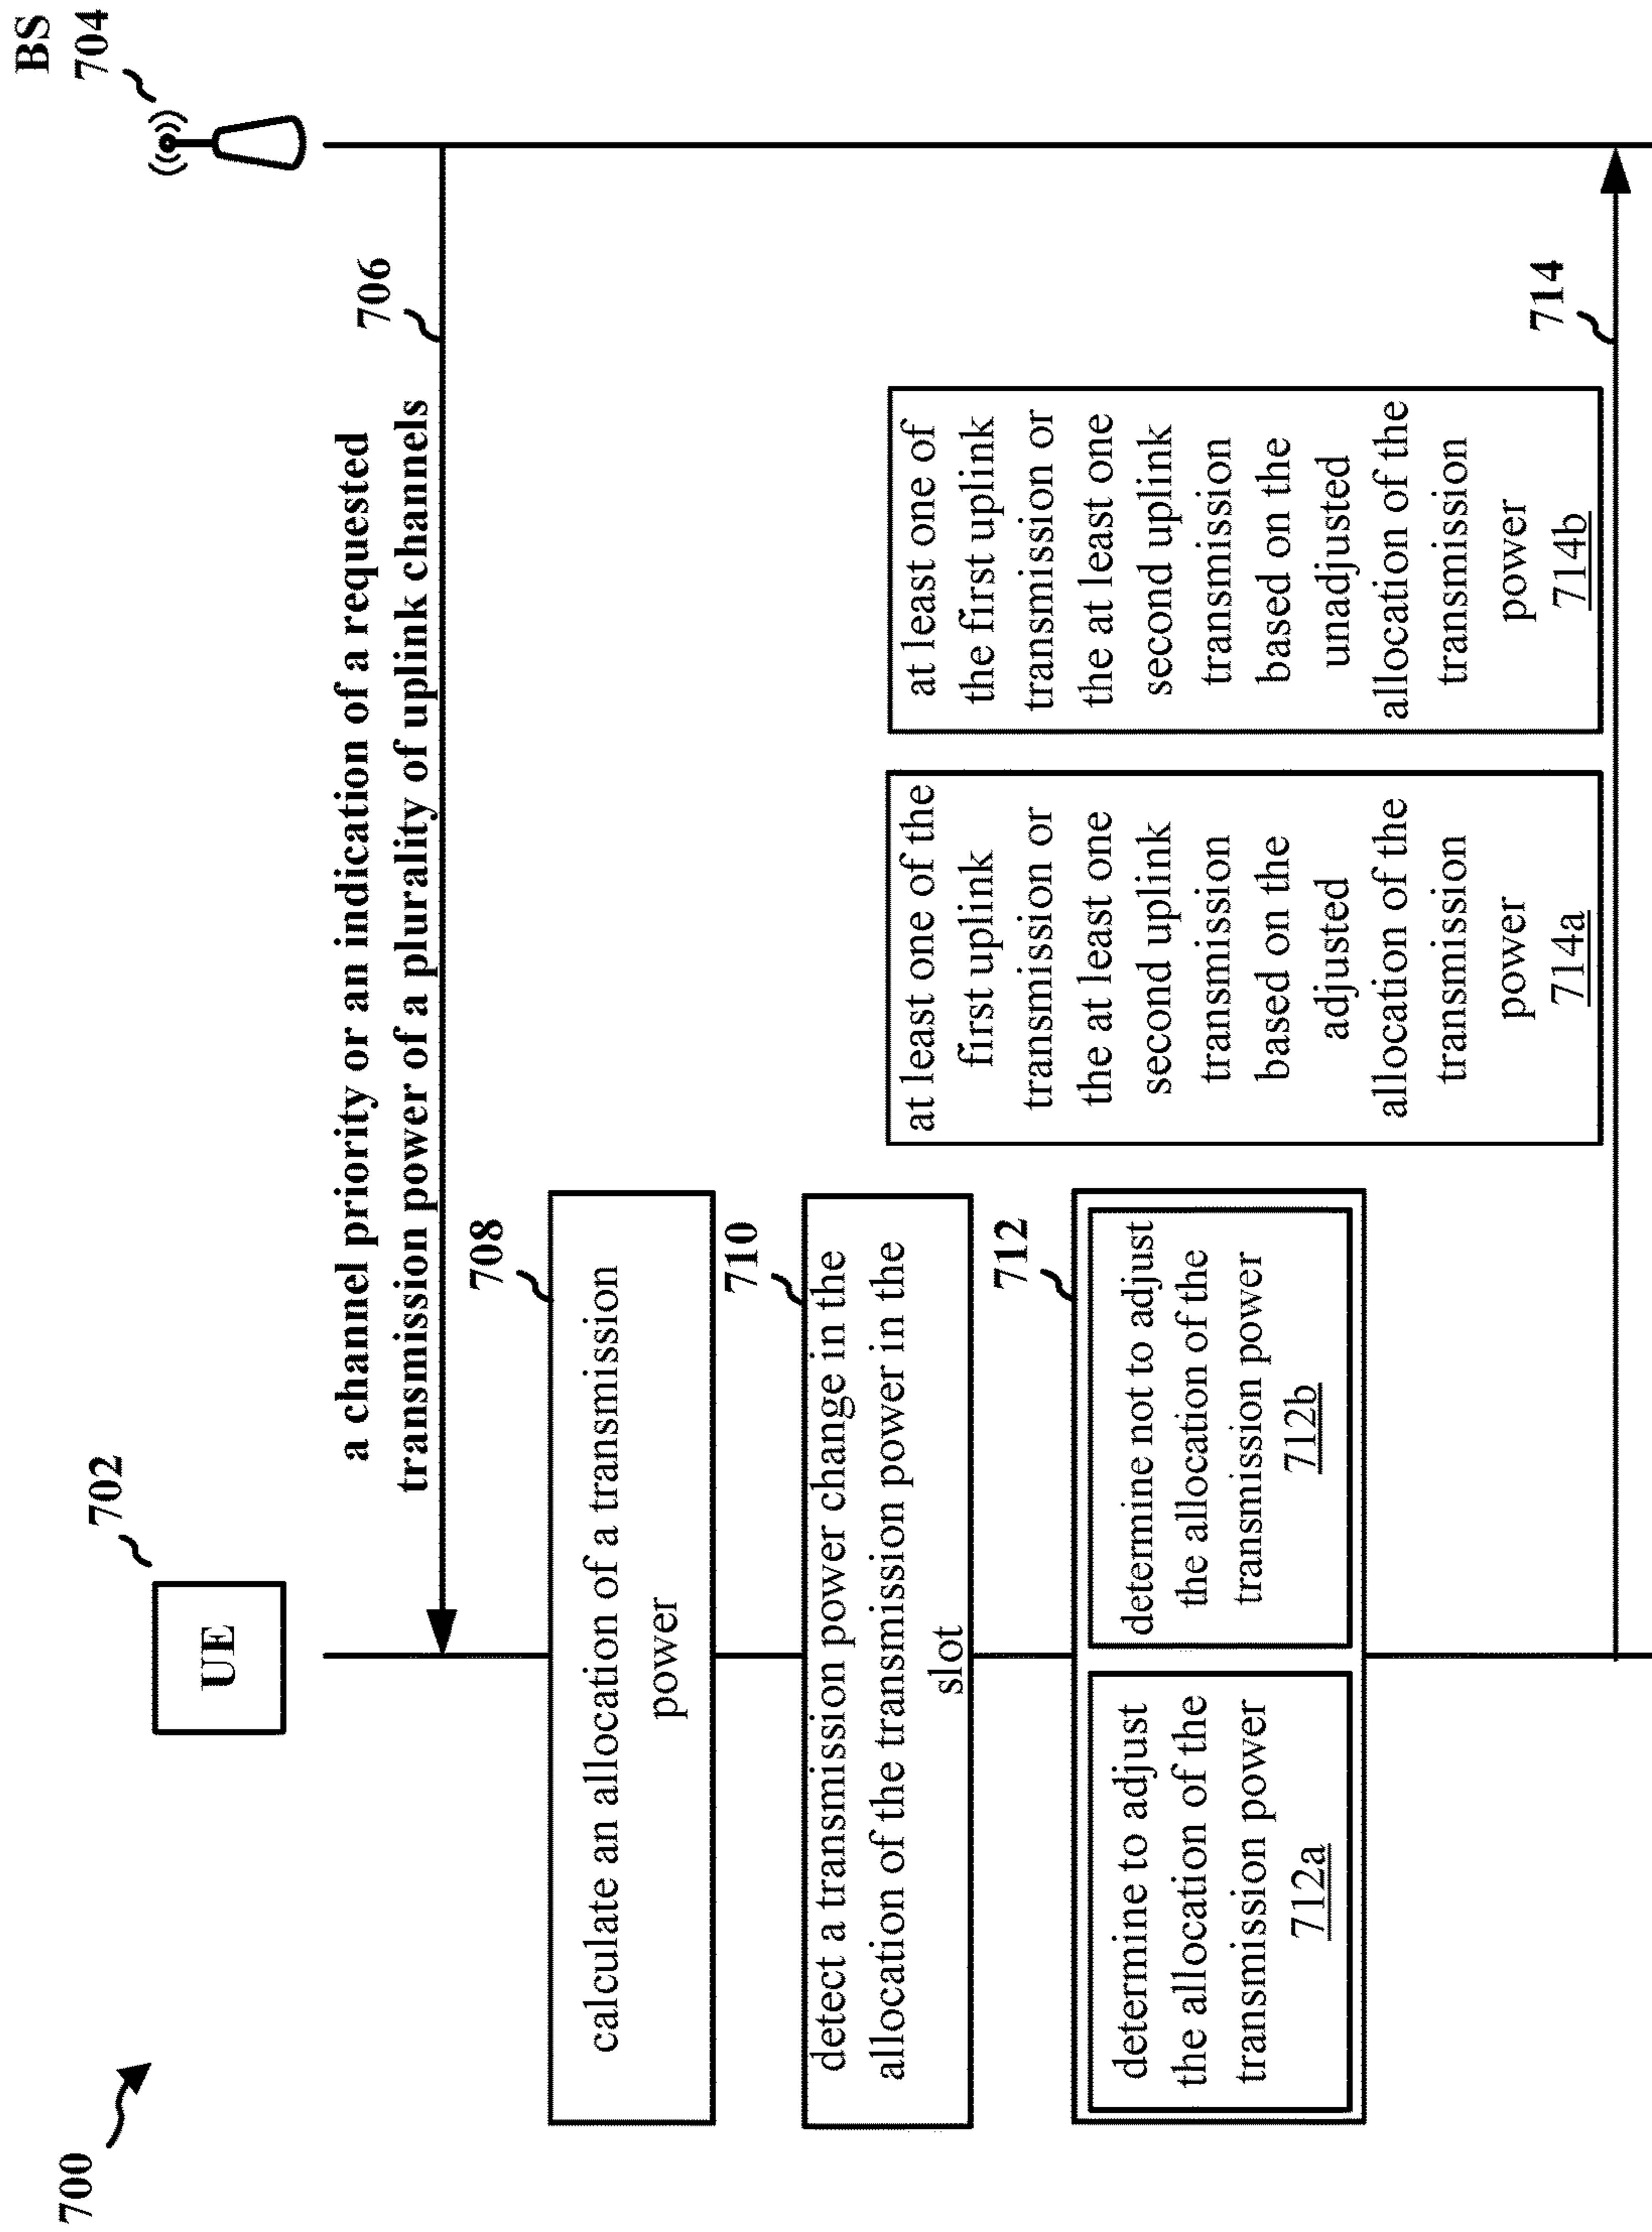 700
702
UE
BS
704
a channel priority or an indication of a requested
transmission power of a plurality of uplink channels
706
708
calculate an allocation of a transmission
power
710
detect a transmission power change in the
allocation of the transmission power in the
slot
712
determine to adjust
the allocation of the
transmission power
712a
determine not to adjust
the allocation of the
transmission power
712b
at least one of the
first uplink
transmission or
the at least one
second uplink
transmission
based on the
adjusted
allocation of the
transmission
power
714a
at least one of
the first uplink
transmission or
the at least one
second uplink
transmission
based on the
unadjusted
allocation of the
transmission
power
714b
714